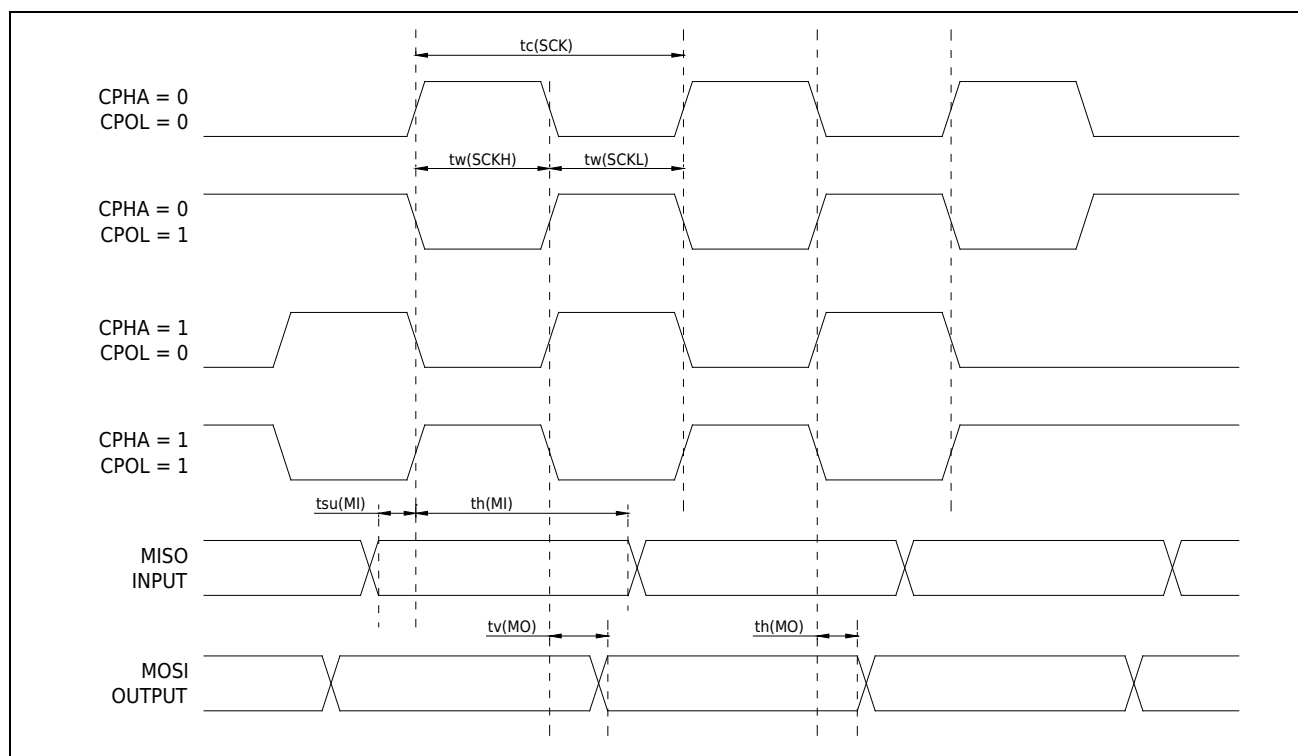 tc(SCK)
CPHA = 0
CPOL = 0
tw(SCKH)
tw(SCKL)
CPHA = 0
CPOL = 1
CPHA = 1
CPOL = 0
CPHA = 1
CPOL = 1
tsu(MI)
th(MI)
MISO
INPUT
tv(MO)
th(MO)
MOSI
OUTPUT